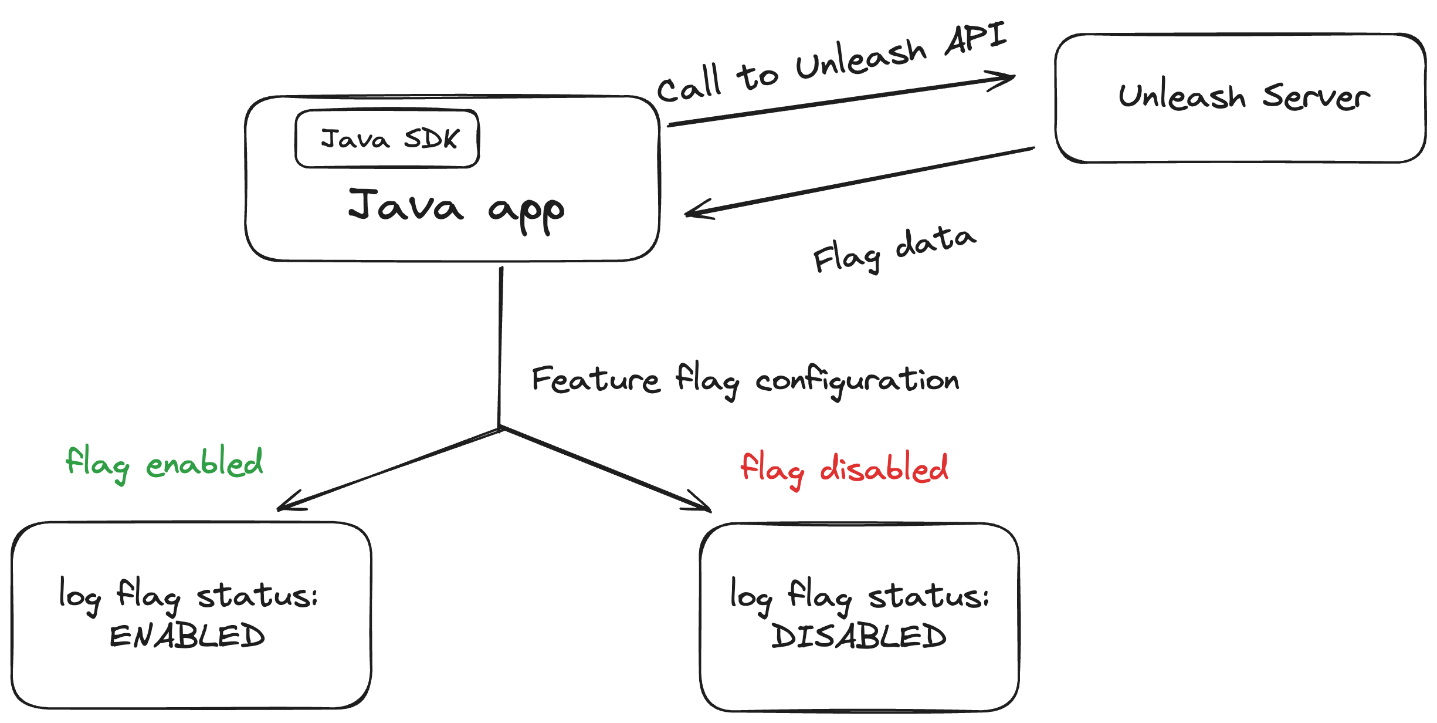 Call to Unleash API
Unleash Server
Java SDK
Java app
Flag data
Feature flag configuration
flag enabled
flag disabled
log flag status:
ENABLED
log flag status:
DISABLED